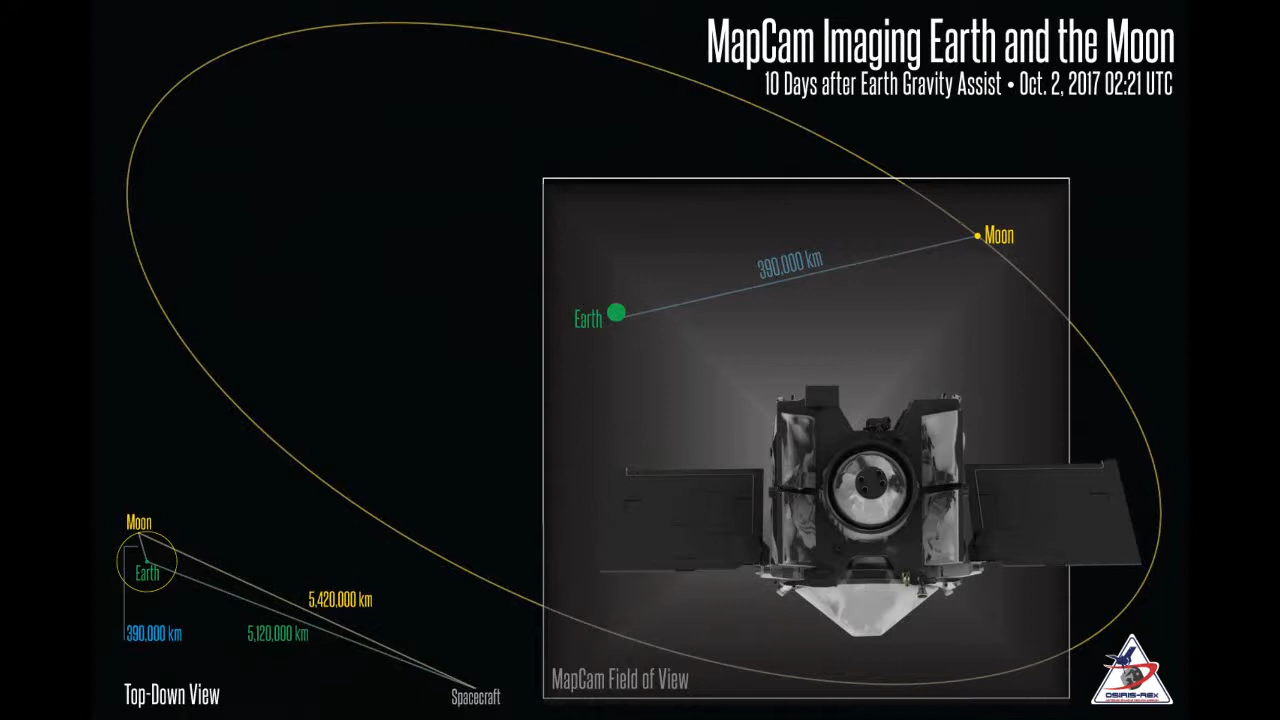 MapCam Imaging Earth and the Moon
10 Days after Earth Gravity Assist • Oct. 2, 2017 02:21 UTC
Moon
390,000 km
Earth
Moon
Earth
5,420,000 km
390,000 km
5,120,000 km
MapCam Field of View
Top-Down View
Spacecraft
OSIRIS-REx